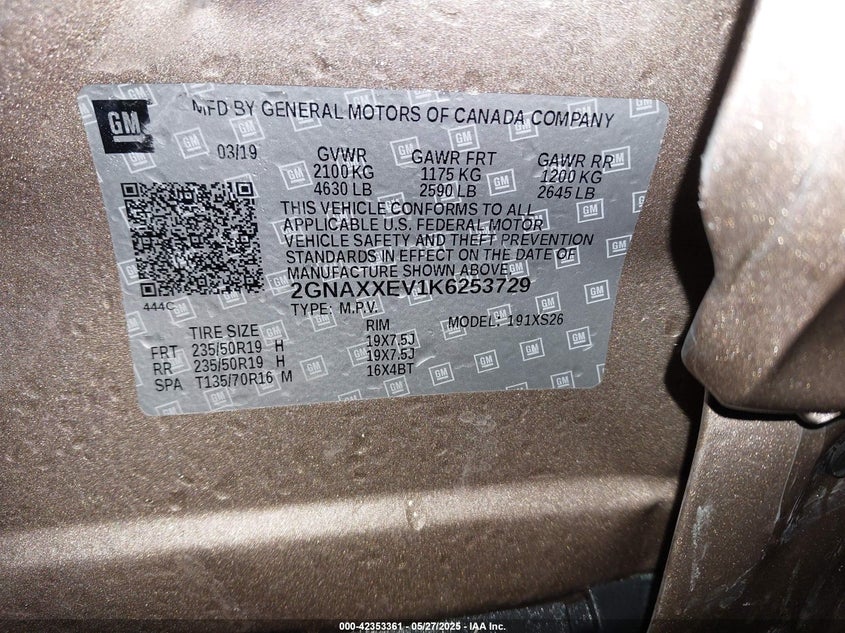 GM
MFD BY GENERAL MOTORS OF CANADA COMPANY
03/19 GVWR GAWR FRT GAWR RR
2100 KG 1175 KG 1200 KG
4630 LB 2590 LB 2645 LB
THIS VEHICLE CONFORMS TO ALL
APPLICABLE U.S. FEDERAL MOTOR
VEHICLE SAFETY AND THEFT PREVENTION
STANDARDS IN EFFECT ON THE DATE OF
MANUFACTURE SHOWN ABOVE.
444C 2GNAXXEV1K6253729
TYPE: M.P.V. MODEL: 191XS26
TIRE SIZE RIM
FRT 235/50R19 H 19X7.5J
RR 235/50R19 H 19X7.5J
SPA T135/70R16 M 16X4BT
000-42353361 - 05/27/2025 - IAA Inc.